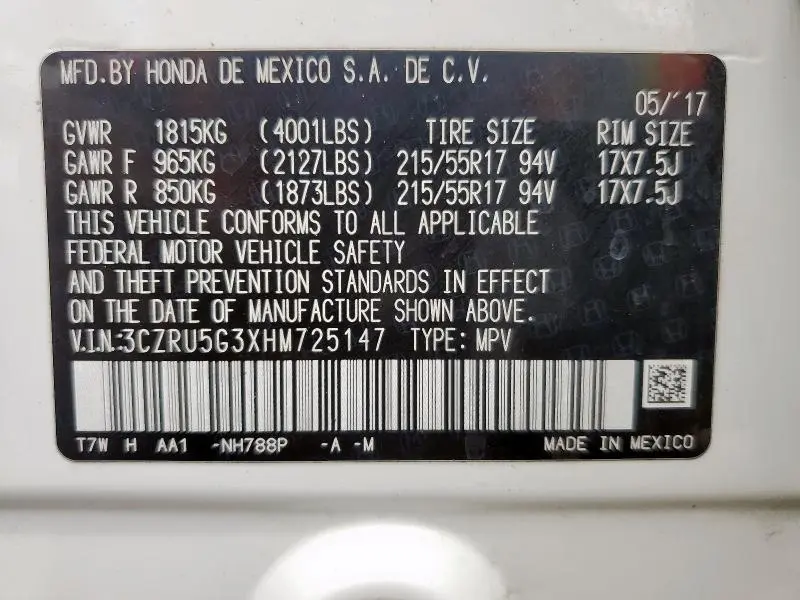 MFD.BY HONDA DE MEXICO S.A. DE C.V.
05/'17
GVWR 1815KG (4001LBS) TIRE SIZE RIM SIZE
GAWR F 965KG (2127LBS) 215/55R17 94V 17X7.5J
GAWR R 850KG (1873LBS) 215/55R17 94V 17X7.5J
THIS VEHICLE CONFORMS TO ALL APPLICABLE
FEDERAL MOTOR VEHICLE SAFETY
AND THEFT PREVENTION STANDARDS IN EFFECT
ON THE DATE OF MANUFACTURE SHOWN ABOVE.
V.I.N:3CZRU5G3XHM725147 TYPE:MPV
T7W H AA1 -NH788P -A -M MADE IN MEXICO